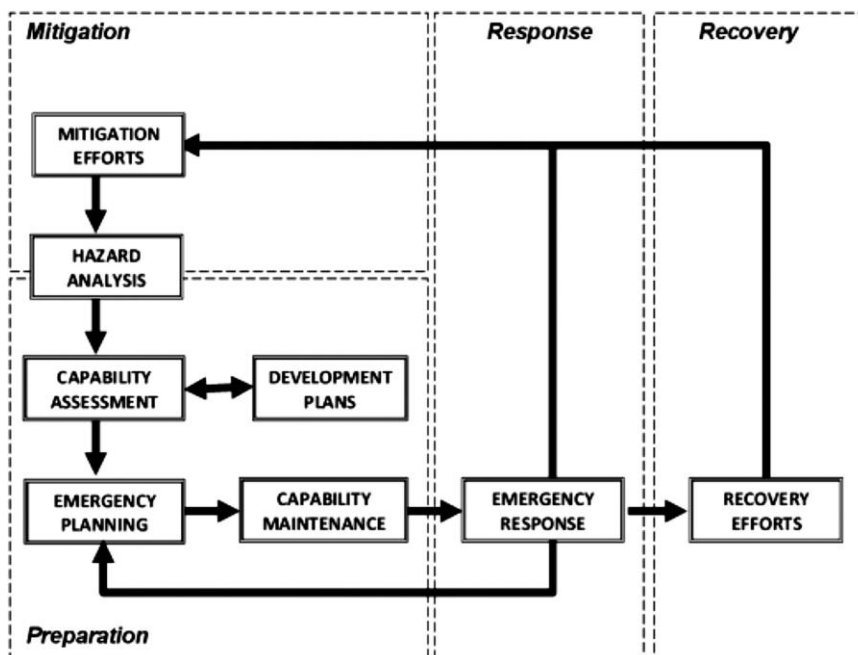 Mitigation
Response
Recovery
MITIGATION
EFFORTS
HAZARD
ANALYSIS
CAPABILITY
ASSESSMENT
DEVELOPMENT
PLANS
EMERGENCY
PLANNING
CAPABILITY
MAINTENANCE
EMERGENCY
RESPONSE
RECOVERY
EFFORTS
Preparation